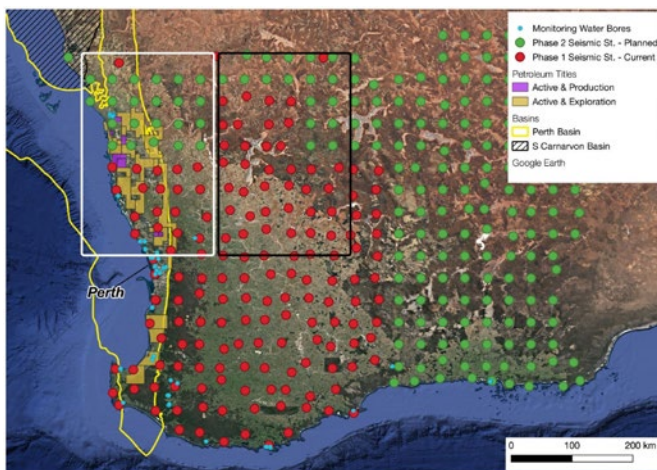 Monitoring Water Bores
Phase 2 Seismic St. - Planned
Phase 1 Seismic St. - Current
Petroleum Titles
Active & Production
Active & Exploration
Basins
Perth Basin
S Carnarvon Basin
Google Earth
Perth
0 100 200 km